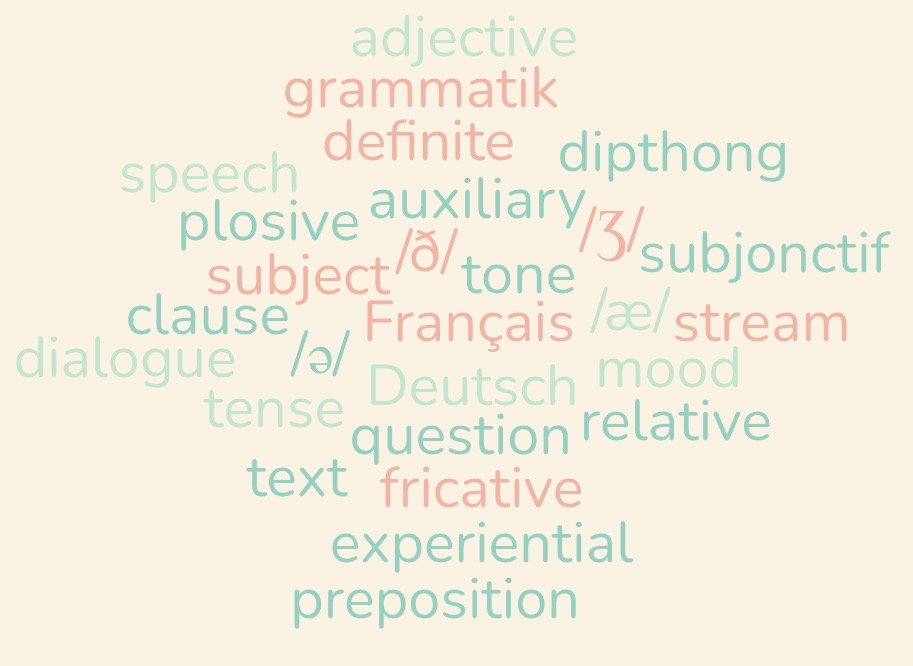 adjective
grammatik
definite
dipthong
speech
auxiliary
plosive
/ʒ/
/ð/
subjonctif
subject
tone
clause
Français
/æ/
stream
dialogue
/ə/
Deutsch
mood
tense
question
relative
text
fricative
experiential
preposition